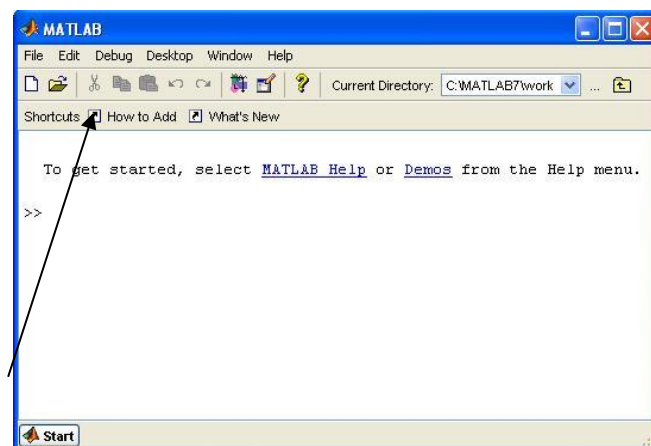 MATLAB
File Edit Debug Desktop Window Help
Current Directory: C:\MATLAB7\work ...
Shortcuts How to Add What's New
To get started, select MATLAB Help or Demos from the Help menu.
>>
Start